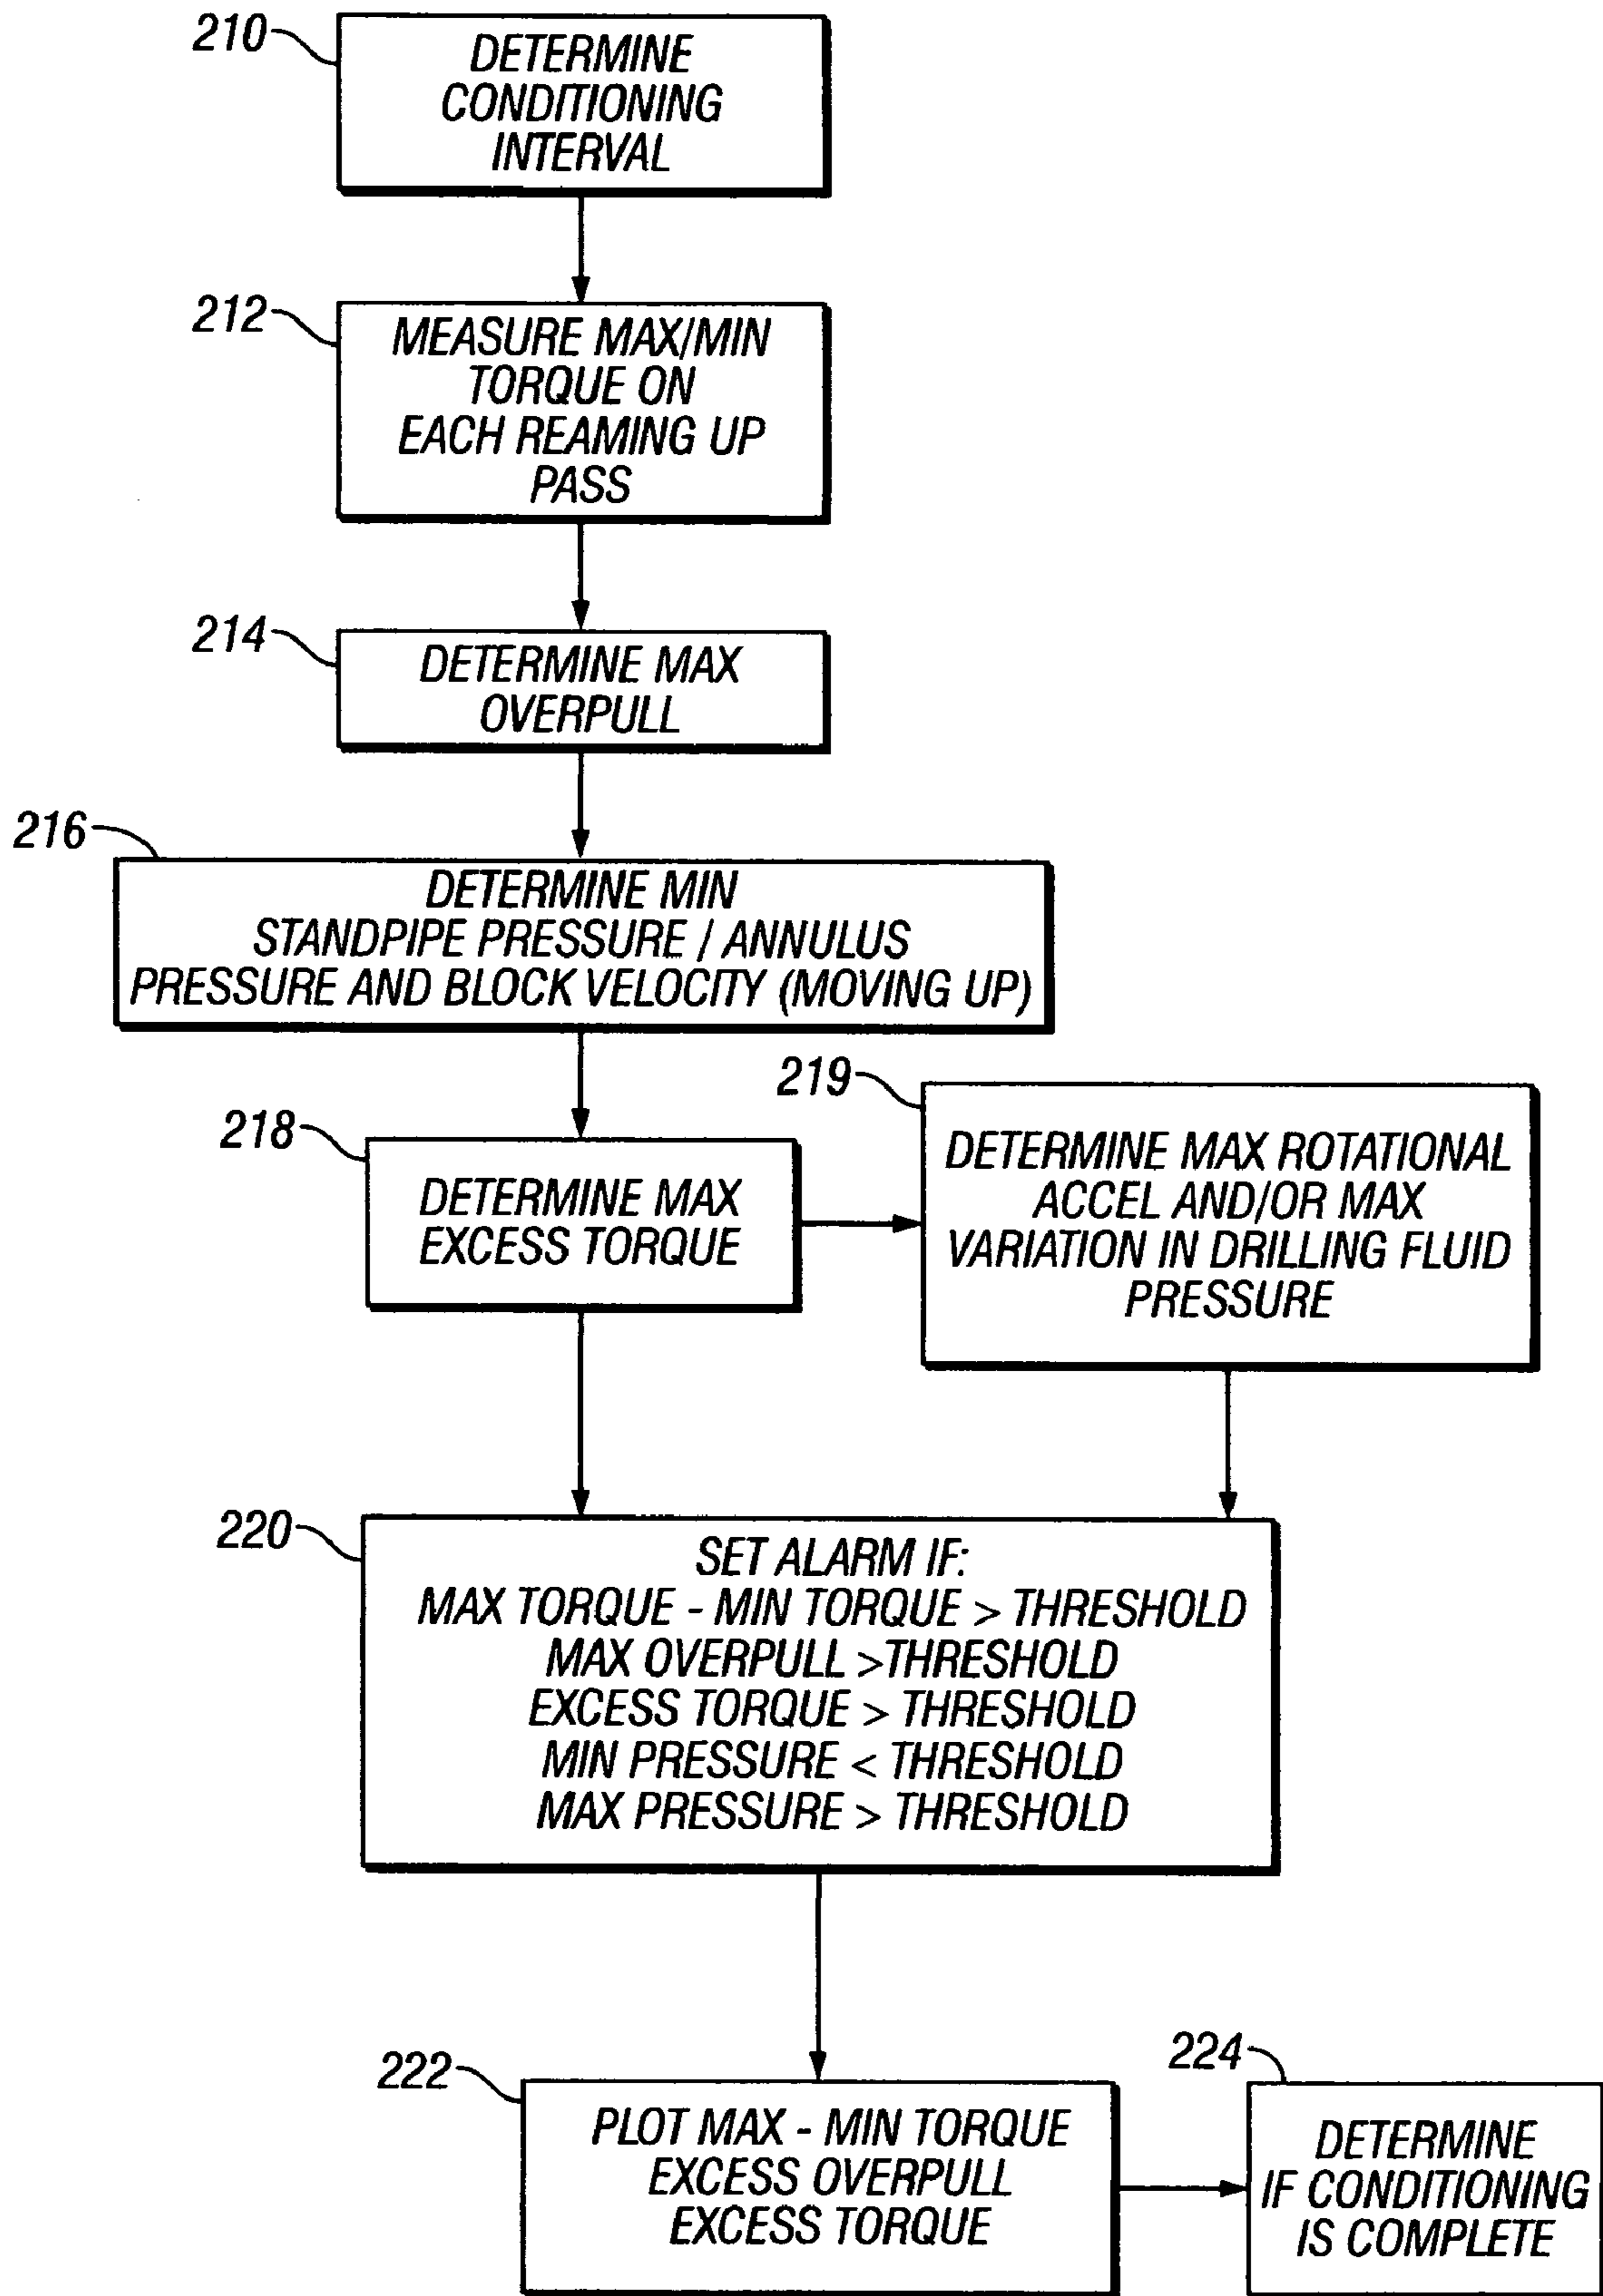 210
DETERMINE
CONDITIONING
INTERVAL
212
MEASURE MAX/MIN
TORQUE ON
EACH REAMING UP
PASS
214
DETERMINE MAX
OVERPULL
216
DETERMINE MIN
STANDPIPE PRESSURE / ANNULUS
PRESSURE AND BLOCK VELOCITY (MOVING UP)
218
DETERMINE MAX
EXCESS TORQUE
219
DETERMINE MAX ROTATIONAL
ACCEL AND/OR MAX
VARIATION IN DRILLING FLUID
PRESSURE
220
SET ALARM IF:
MAX TORQUE - MIN TORQUE > THRESHOLD
MAX OVERPULL >THRESHOLD
EXCESS TORQUE > THRESHOLD
MIN PRESSURE < THRESHOLD
MAX PRESSURE > THRESHOLD
222
PLOT MAX - MIN TORQUE
EXCESS OVERPULL
EXCESS TORQUE
224
DETERMINE
IF CONDITIONING
IS COMPLETE